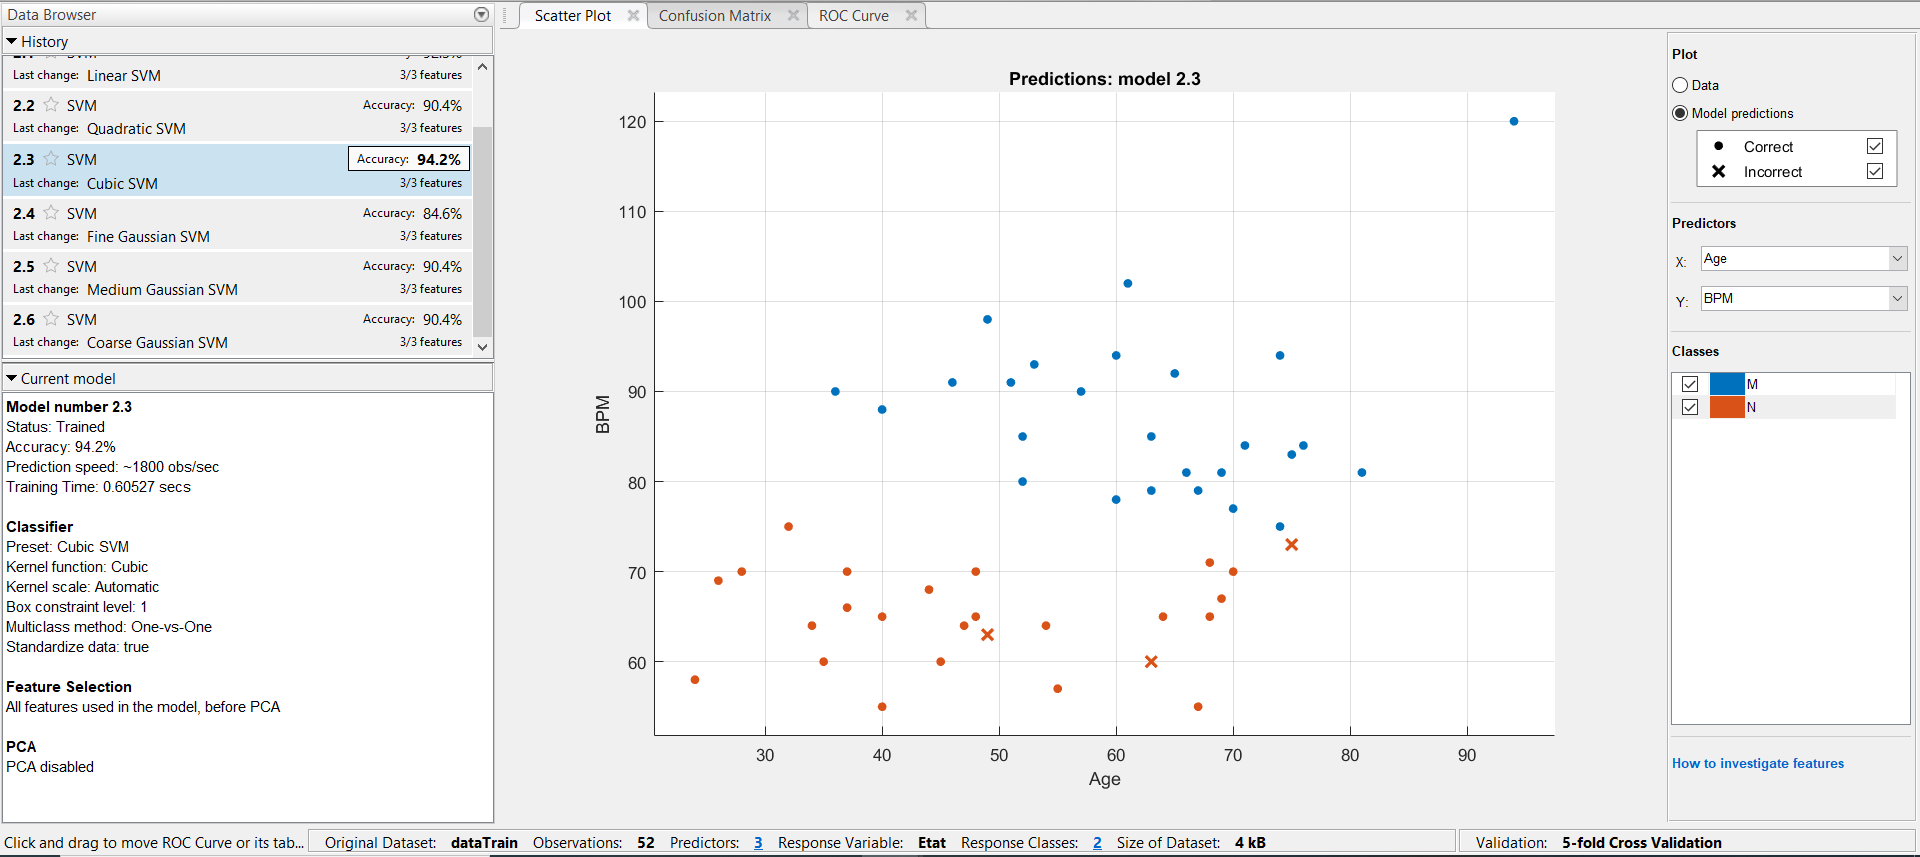 Data Browser
History
Last change: Linear SVM 3/3 features
2.2 SVM Accuracy: 90.4%
Last change: Quadratic SVM 3/3 features
2.3 SVM Accuracy: 94.2%
Last change: Cubic SVM 3/3 features
2.4 SVM Accuracy: 84.6%
Last change: Fine Gaussian SVM 3/3 features
2.5 SVM Accuracy: 90.4%
Last change: Medium Gaussian SVM 3/3 features
2.6 SVM Accuracy: 90.4%
Last change: Coarse Gaussian SVM 3/3 features
Current model
Model number 2.3
Status: Trained
Accuracy: 94.2%
Prediction speed: ~1800 obs/sec
Training Time: 0.60527 secs
Classifier
Preset: Cubic SVM
Kernel function: Cubic
Kernel scale: Automatic
Box constraint level: 1
Multiclass method: One-vs-One
Standardize data: true
Feature Selection
All features used in the model, before PCA
PCA
PCA disabled
Scatter Plot Confusion Matrix ROC Curve
Predictions: model 2.3
120
110
100
90
80
70
60
BPM
30 40 50 60 70 80 90
Age
Plot
Data
Model predictions
Correct
Incorrect
Predictors
X: Age
Y: BPM
Classes
M
N
How to investigate features
Click and drag to move ROC Curve or its tab... Original Dataset: dataTrain Observations: 52 Predictors: 3 Response Variable: Etat Response Classes: 2 Size of Dataset: 4 kB Validation: 5-fold Cross Validation